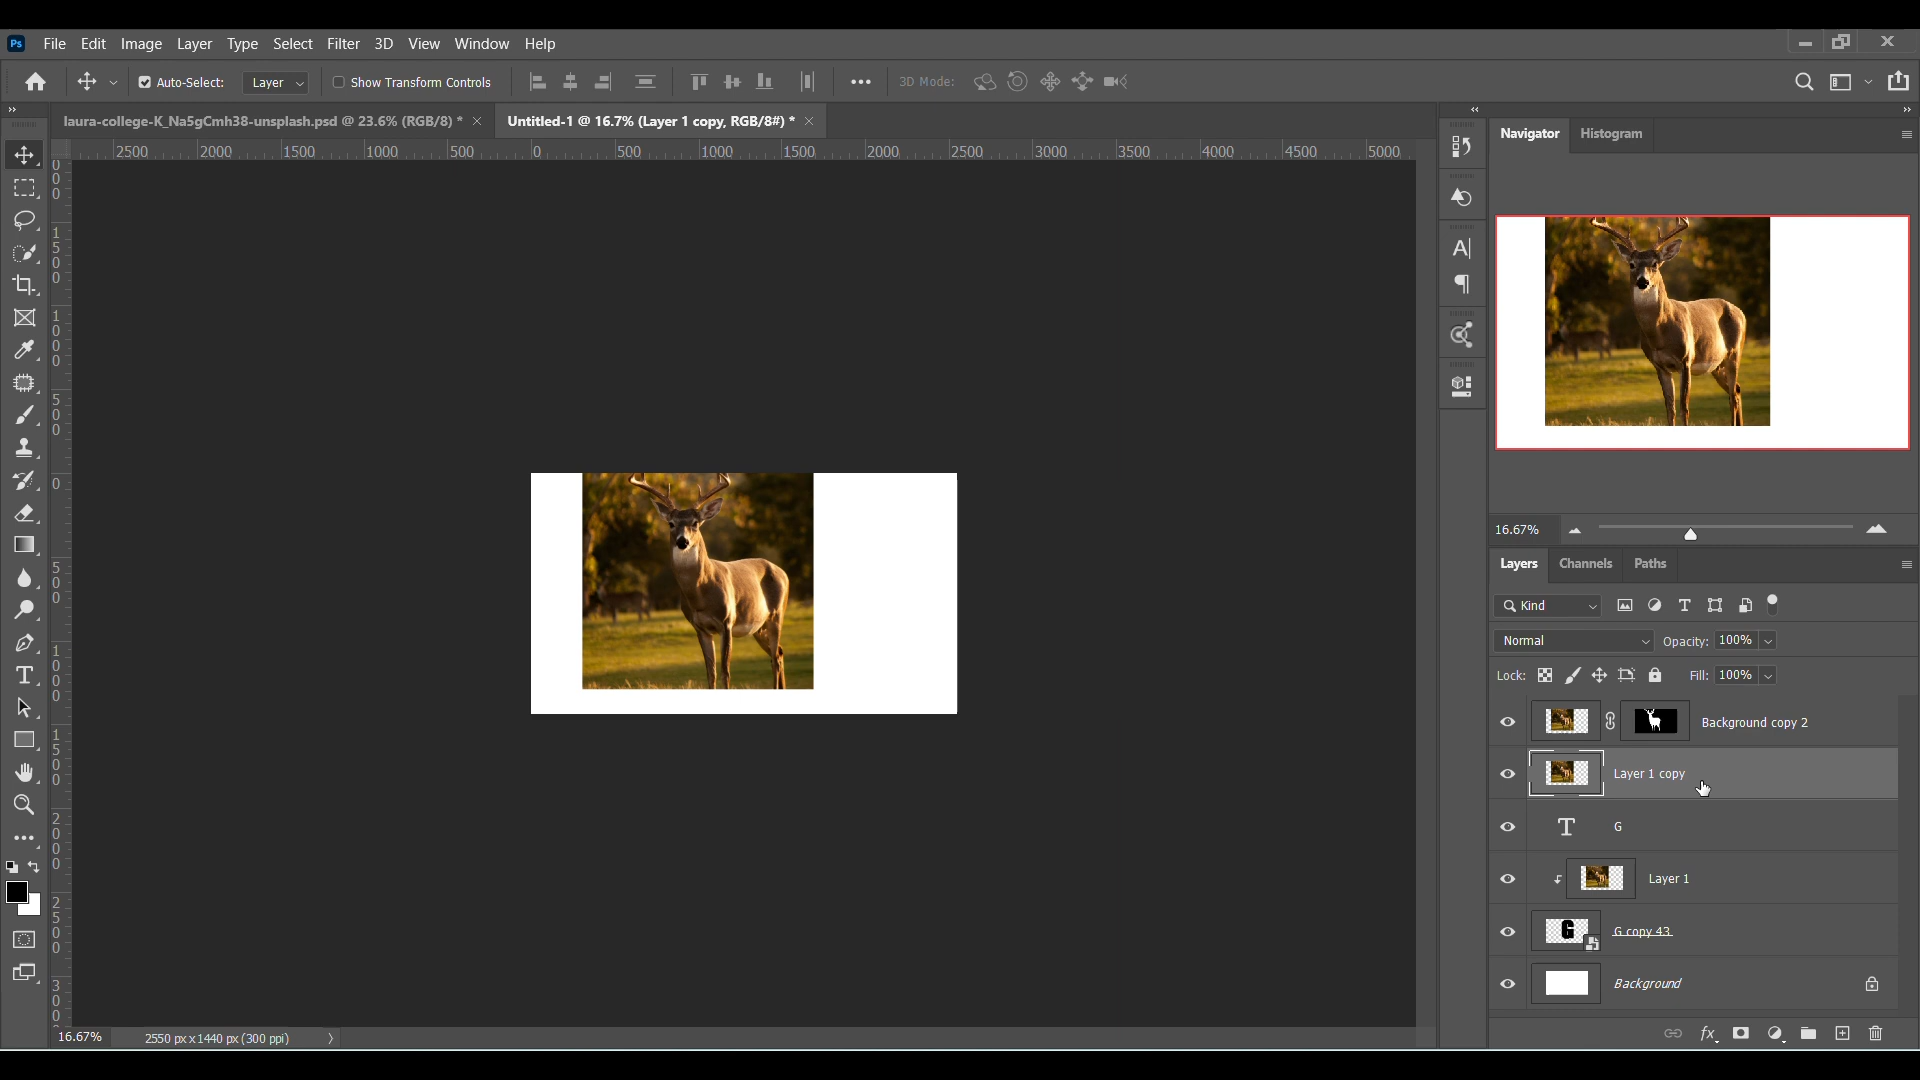 Ps File Edit Image Layer Type Select Filter 3D View Window Help
Auto-Select: Layer Show Transform Controls 3D Mode:
laura-college-K_Na5gCmh38-unsplash.psd @ 23.6% (RGB/8) * Untitled-1 @ 16.7% (Layer 1 copy, RGB/8#) *
2500 2000 1500 1000 500 0 500 1000 1500 2000 2500 3000 3500 4000 4500 5000
Navigator Histogram
16.67%
Layers Channels Paths
Kind
Normal Opacity: 100%
Lock: Fill: 100%
Background copy 2
Layer 1 copy
T G
Layer 1
G copy 43
Background
fx
16.67% 2550 px x 1440 px (300 ppi)